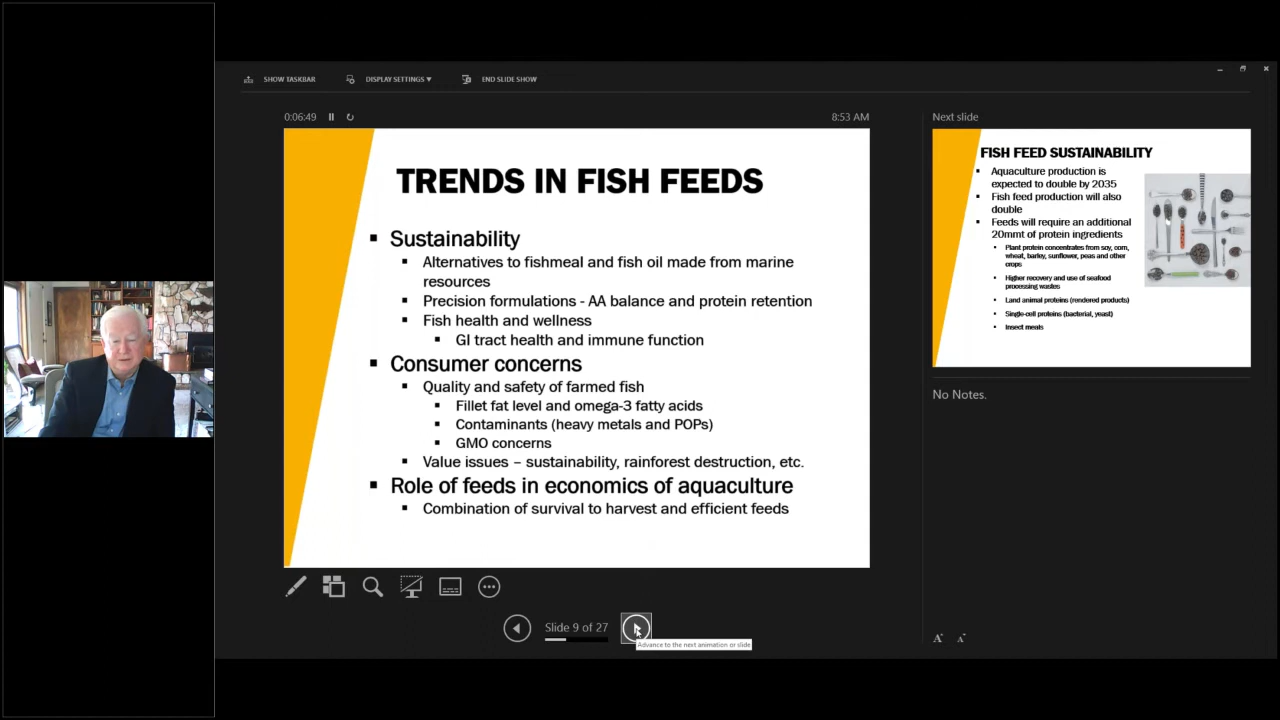 SHOW TASKBAR
DISPLAY SETTINGS ▾
END SLIDE SHOW
0:06:49
8:53 AM
TRENDS IN FISH FEEDS
▪ Sustainability
▪ Alternatives to fishmeal and fish oil made from marine
resources
▪ Precision formulations - AA balance and protein retention
▪ Fish health and wellness
▪ GI tract health and immune function
▪ Consumer concerns
▪ Quality and safety of farmed fish
▪ Fillet fat level and omega-3 fatty acids
▪ Contaminants (heavy metals and POPs)
▪ GMO concerns
▪ Value issues – sustainability, rainforest destruction, etc.
▪ Role of feeds in economics of aquaculture
▪ Combination of survival to harvest and efficient feeds
Slide 9 of 27
Advance to the next animation or slide
Next slide
FISH FEED SUSTAINABILITY
▪ Aquaculture production is
expected to double by 2035
▪ Fish feed production will also
double
▪ Feeds will require an additional
20mmt of protein ingredients
▪ Plant protein concentrates from soy, corn,
wheat, barley, sunflower, peas and other
crops
▪ Higher recovery and use of seafood
processing wastes
▪ Land animal proteins (rendered products)
▪ Single-cell proteins (bacterial, yeast)
▪ Insect meals
No Notes.
A A